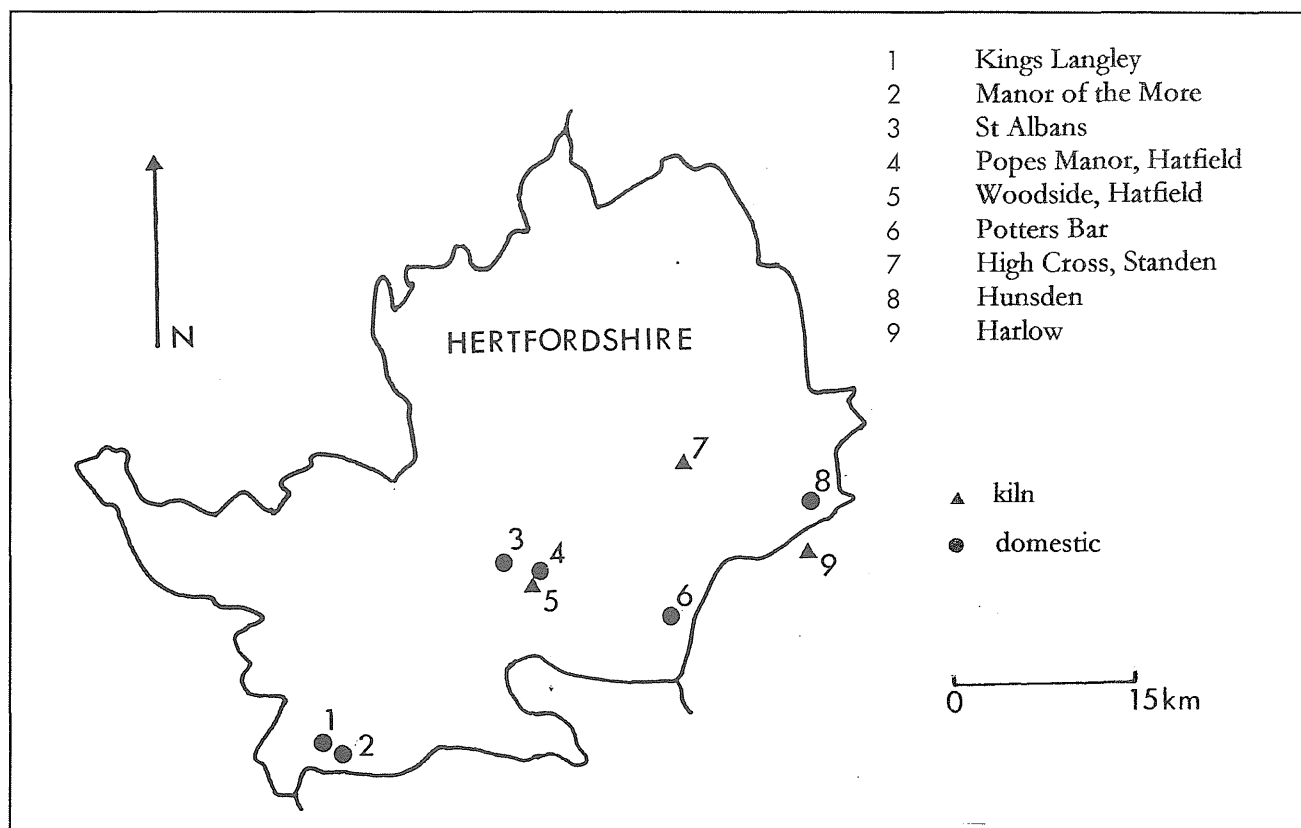 1 Kings Langley
2 Manor of the More
3 St Albans
4 Popes Manor, Hatfield
5 Woodside, Hatfield
6 Potters Bar
7 High Cross, Standen
8 Hunsden
9 Harlow
N
HERTFORDSHIRE
7
8
kiln
domestic
3
4
5
9
6
0 15km
1
2